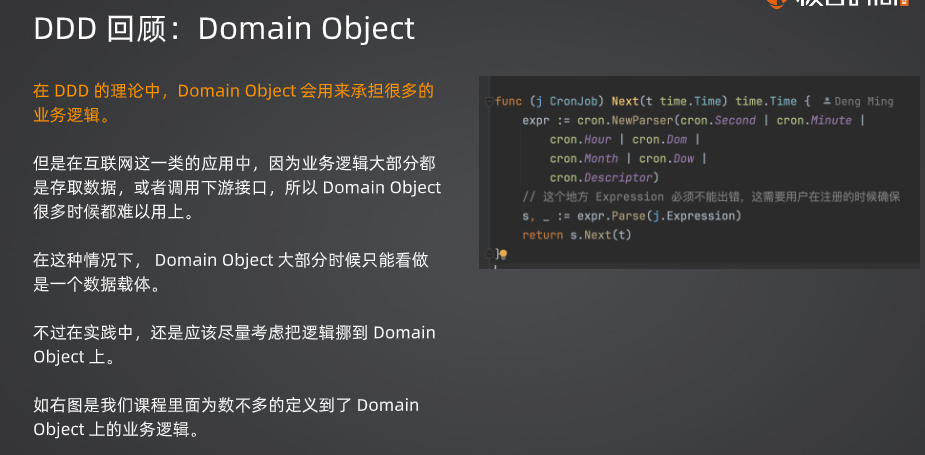 DDD 回顾：Domain Object
在 DDD 的理论中，Domain Object 会用来承担很多的
业务逻辑。
但是在互联网这一类的应用中，因为业务逻辑大部分都
是存取数据，或者调用下游接口，所以 Domain Object
很多时候都难以用上。
在这种情况下， Domain Object 大部分时候只能看做
是一个数据载体。
不过在实践中，还是应该尽量考虑把逻辑挪到 Domain
Object 上。
如右图是我们课程里面为数不多的定义到了 Domain
Object 上的业务逻辑。
func (j CronJob) Next(t time.Time) time.Time { Deng Ming
expr := cron.NewParser(cron.Second | cron.Minute |
cron.Hour | cron.Dom |
cron.Month | cron.Dow |
cron.Descriptor)
// 这个地方 Expression 必须不能出错，这需要用户在注册的时候确保
s, _ := expr.Parse(j.Expression)
return s.Next(t)
}